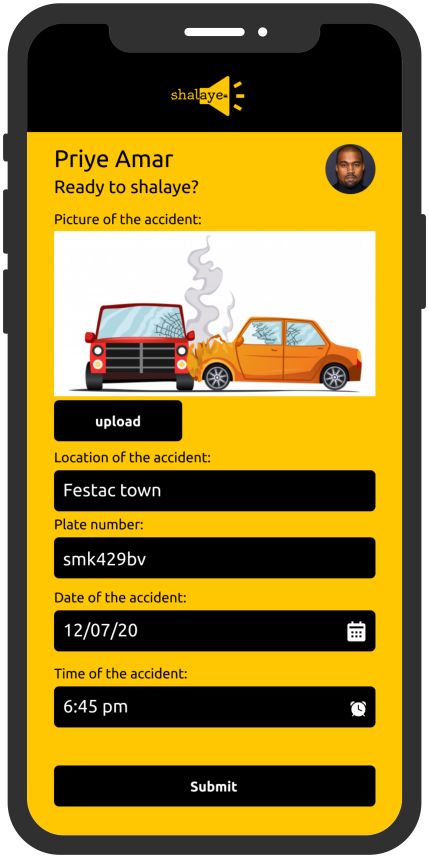 shalaye
Priye Amar
Ready to shalaye?
Picture of the accident:
upload
Location of the accident:
Festac town
Plate number:
smk429bv
Date of the accident:
12/07/20
Time of the accident:
6:45 pm
Submit